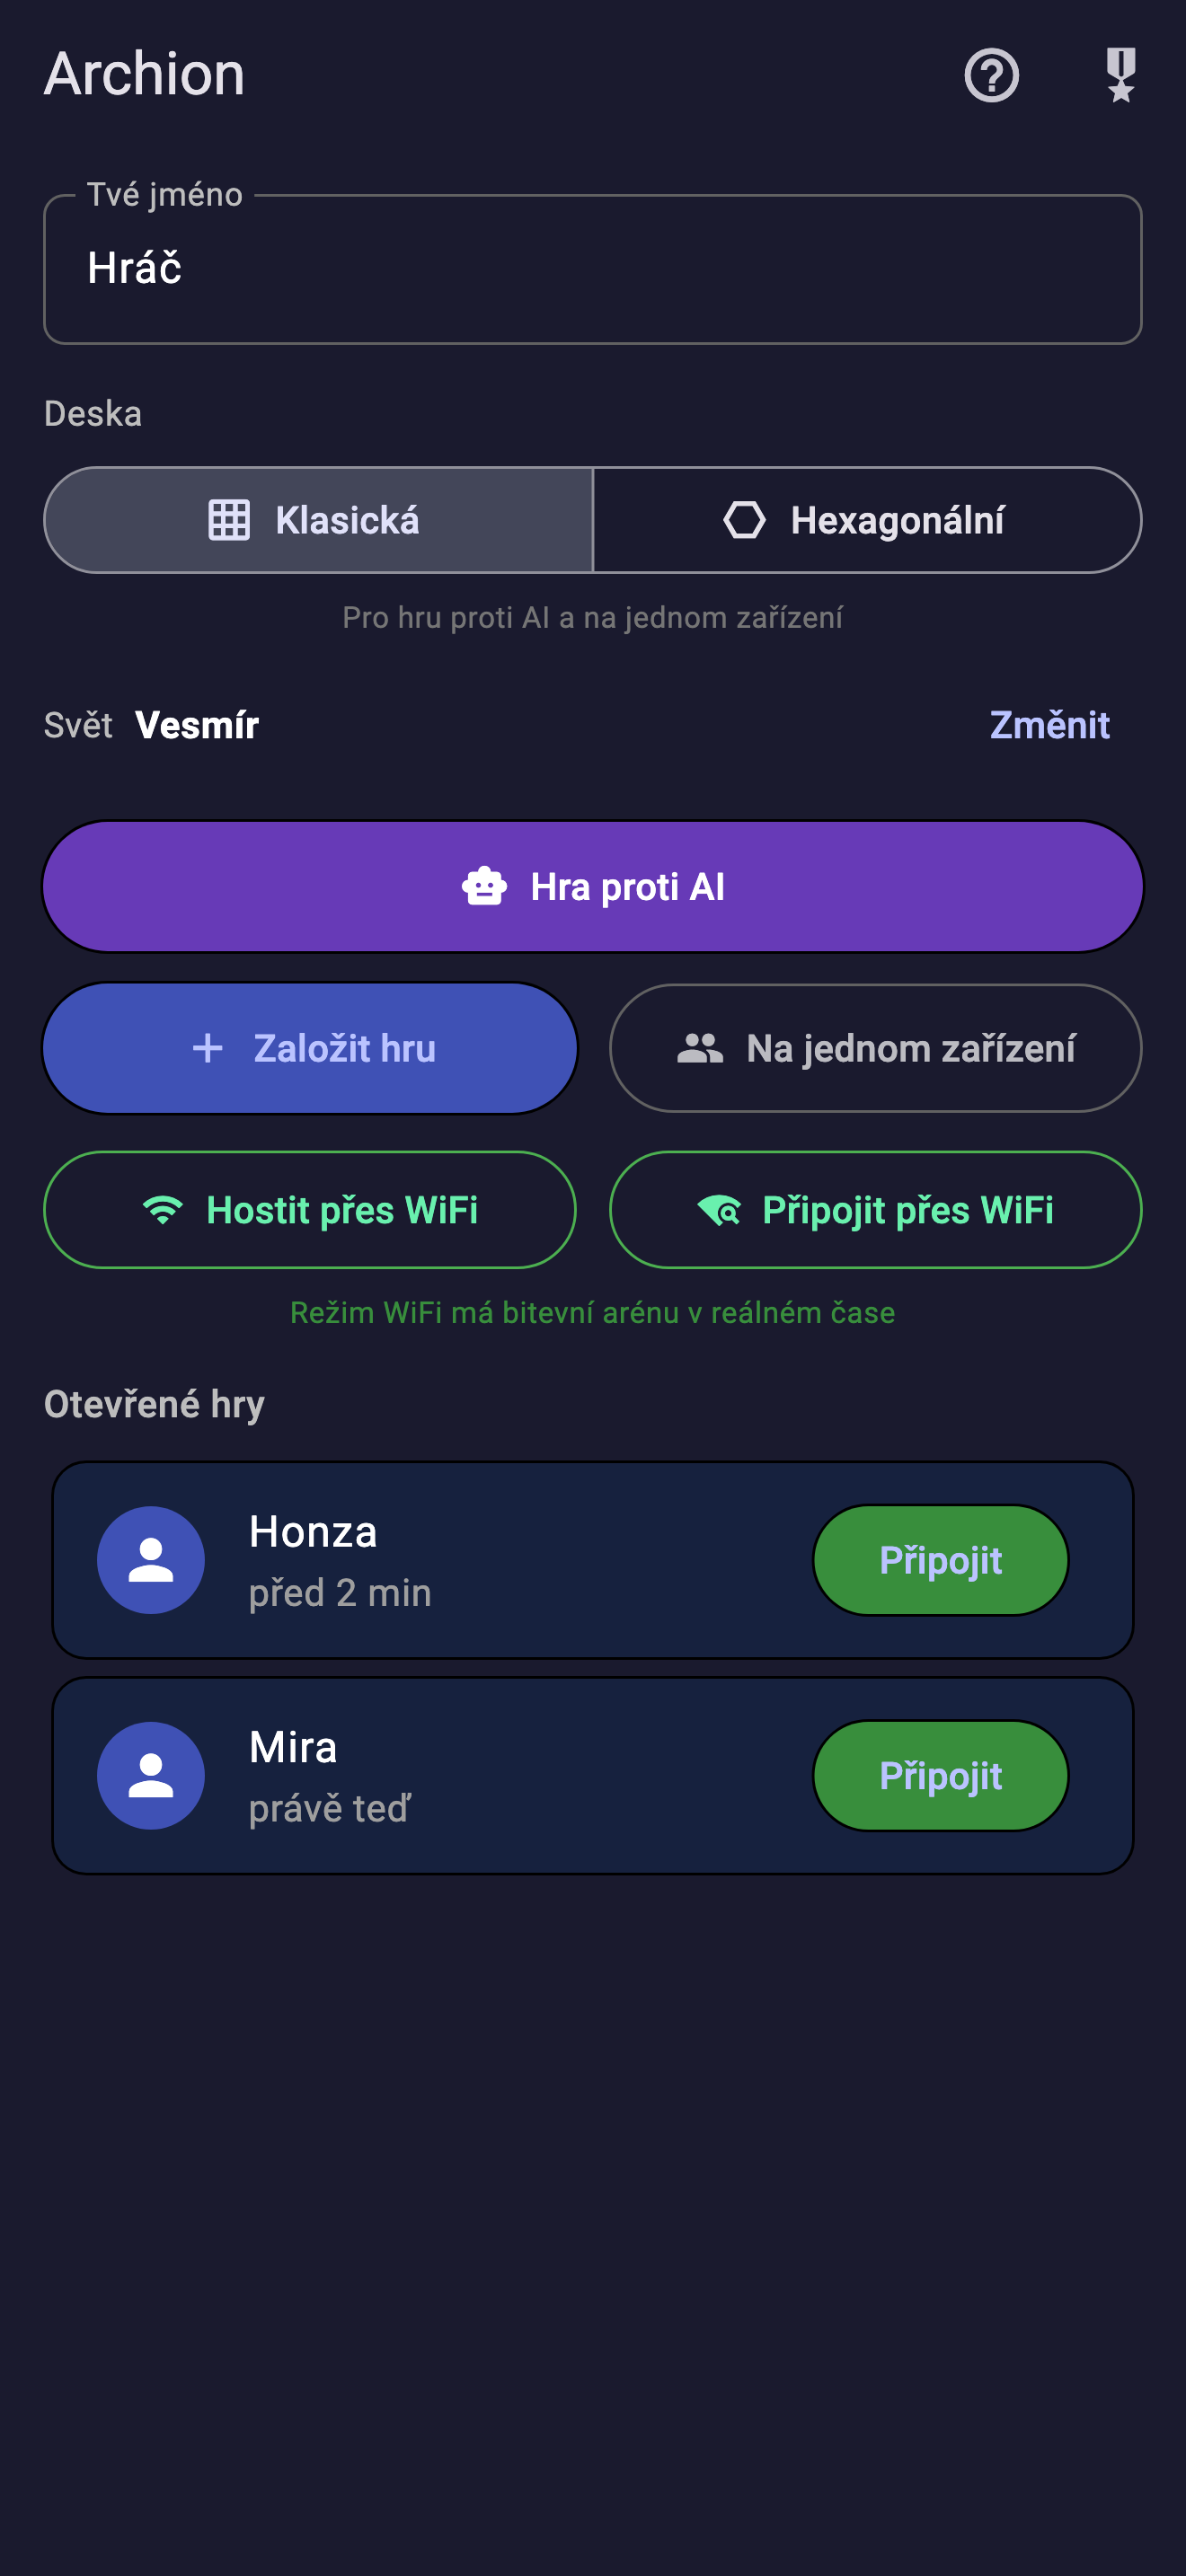 Archion
Tvé jméno
Hráč
Deska
Klasická
Hexagonální
Pro hru proti AI a na jednom zařízení
Svět Vesmír
Změnit
Hra proti AI
Založit hru
Na jednom zařízení
Hostit přes WiFi
Připojit přes WiFi
Režim WiFi má bitevní arénu v reálném čase
Otevřené hry
Honza
před 2 min
Připojit
Mira
právě teď
Připojit